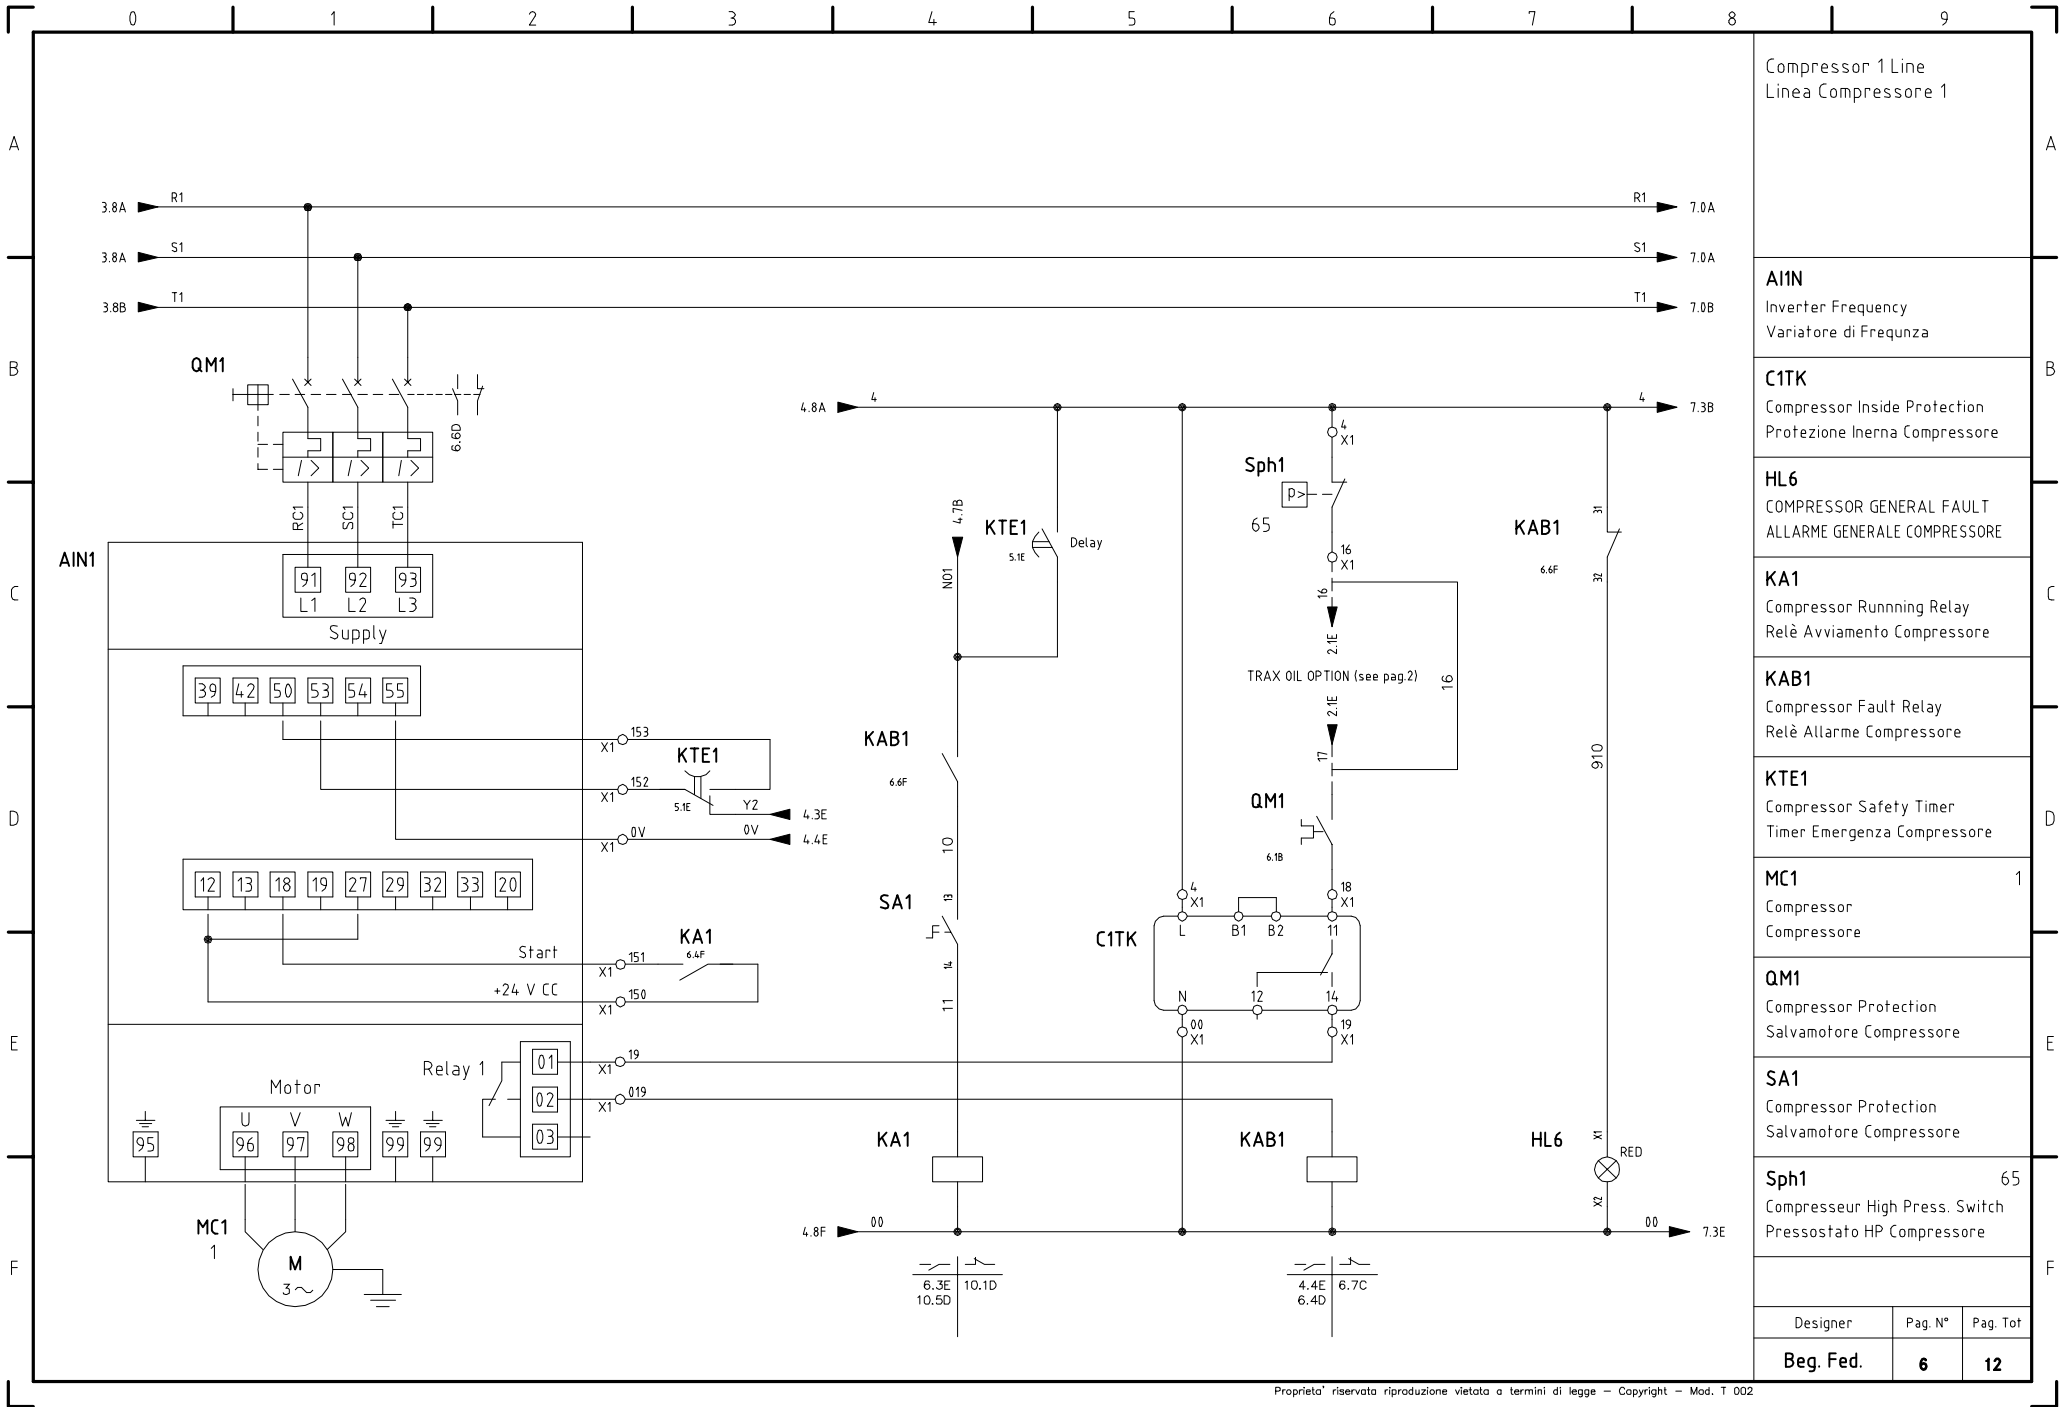 0 1 2 3 4 5 6 7 8 9
Compressor 1 Line
Linea Compressore 1
A A
3.8A R1 R1 7.0A
3.8A S1 S1 7.0A
3.8B T1 T1 7.0B
AI1N
Inverter Frequency
Variatore di Frequnza
B B
QM1
6.6D
4.8A 4 4 7.3B
C1TK
Compressor Inside Protection
Protezione Inerna Compressore
4
X1
Sph1
P>
65
HL6
COMPRESSOR GENERAL FAULT
ALLARME GENERALE COMPRESSORE
RC1 SC1 TC1
4.7B
N01
KTE1
5.1E
Delay
16
X1
KAB1
6.6F
31
32
AIN1
91 92 93
L1 L2 L3
Supply
C C
KA1
Compressor Runnning Relay
Relè Avviamento Compressore
16
2.1E
TRAX OIL OPTION (see pag.2)
16
2.1E
17
39 42 50 53 54 55
KAB1
Compressor Fault Relay
Relè Allarme Compressore
153
X1
KTE1
5.1E
152
X1
Y2 4.3E
0V
X1
0V 4.4E
KAB1
6.6F
910
KTE1
Compressor Safety Timer
Timer Emergenza Compressore
D D
QM1
6.1B
10
12 13 18 19 27 29 32 33 20
SA1
13
14
11
4
X1
18
X1
MC1 1
Compressor
Compressore
C1TK
L B1 B2 11
N 12 14
Start
151
X1
KA1
6.4F
+24 V CC
150
X1
00
X1
19
X1
QM1
Compressor Protection
Salvamotore Compressore
E E
Relay 1
01
02
03
19
X1
019
X1
Motor
U V W
95 96 97 98 99 99
SA1
Compressor Protection
Salvamotore Compressore
KA1
KAB1
HL6
X1
RED
X2
Sph1 65
Compresseur High Press. Switch
Pressostato HP Compressore
MC1
1
M
3~
4.8F 00 00 7.3E
F F
6.3E 10.1D
10.5D
4.4E 6.7C
6.4D
Designer Pag. N° Pag. Tot
Beg. Fed. 6 12
Proprieta' riservata riproduzione vietata a termini di legge – Copyright – Mod. T 002